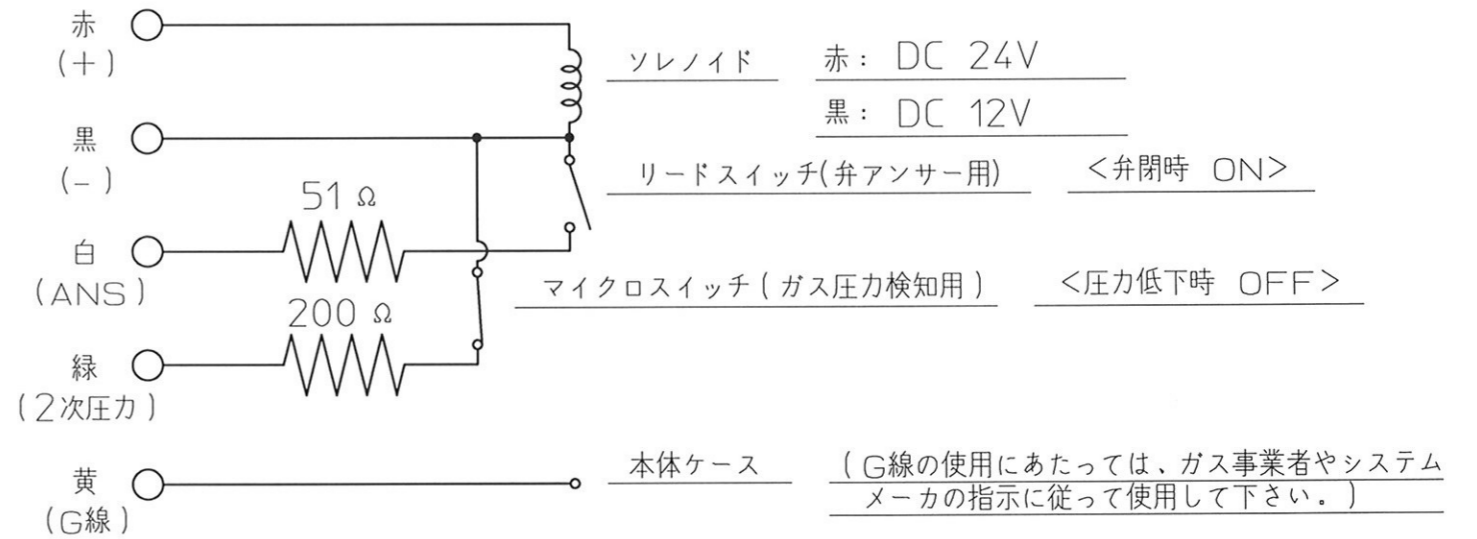 赤
(+)
ソレノイド
赤: DC 24V
黒: DC 12V
黒
(-)
リードスイッチ(弁アンサー用)
<弁閉時 ON>
51 Ω
白
(ANS)
マイクロスイッチ(ガス圧力検知用)
<圧力低下時 OFF>
200 Ω
緑
(2次圧力)
黄
(G線)
本体ケース
(G線の使用にあたっては、ガス事業者やシステム
メーカの指示に従って使用して下さい。)